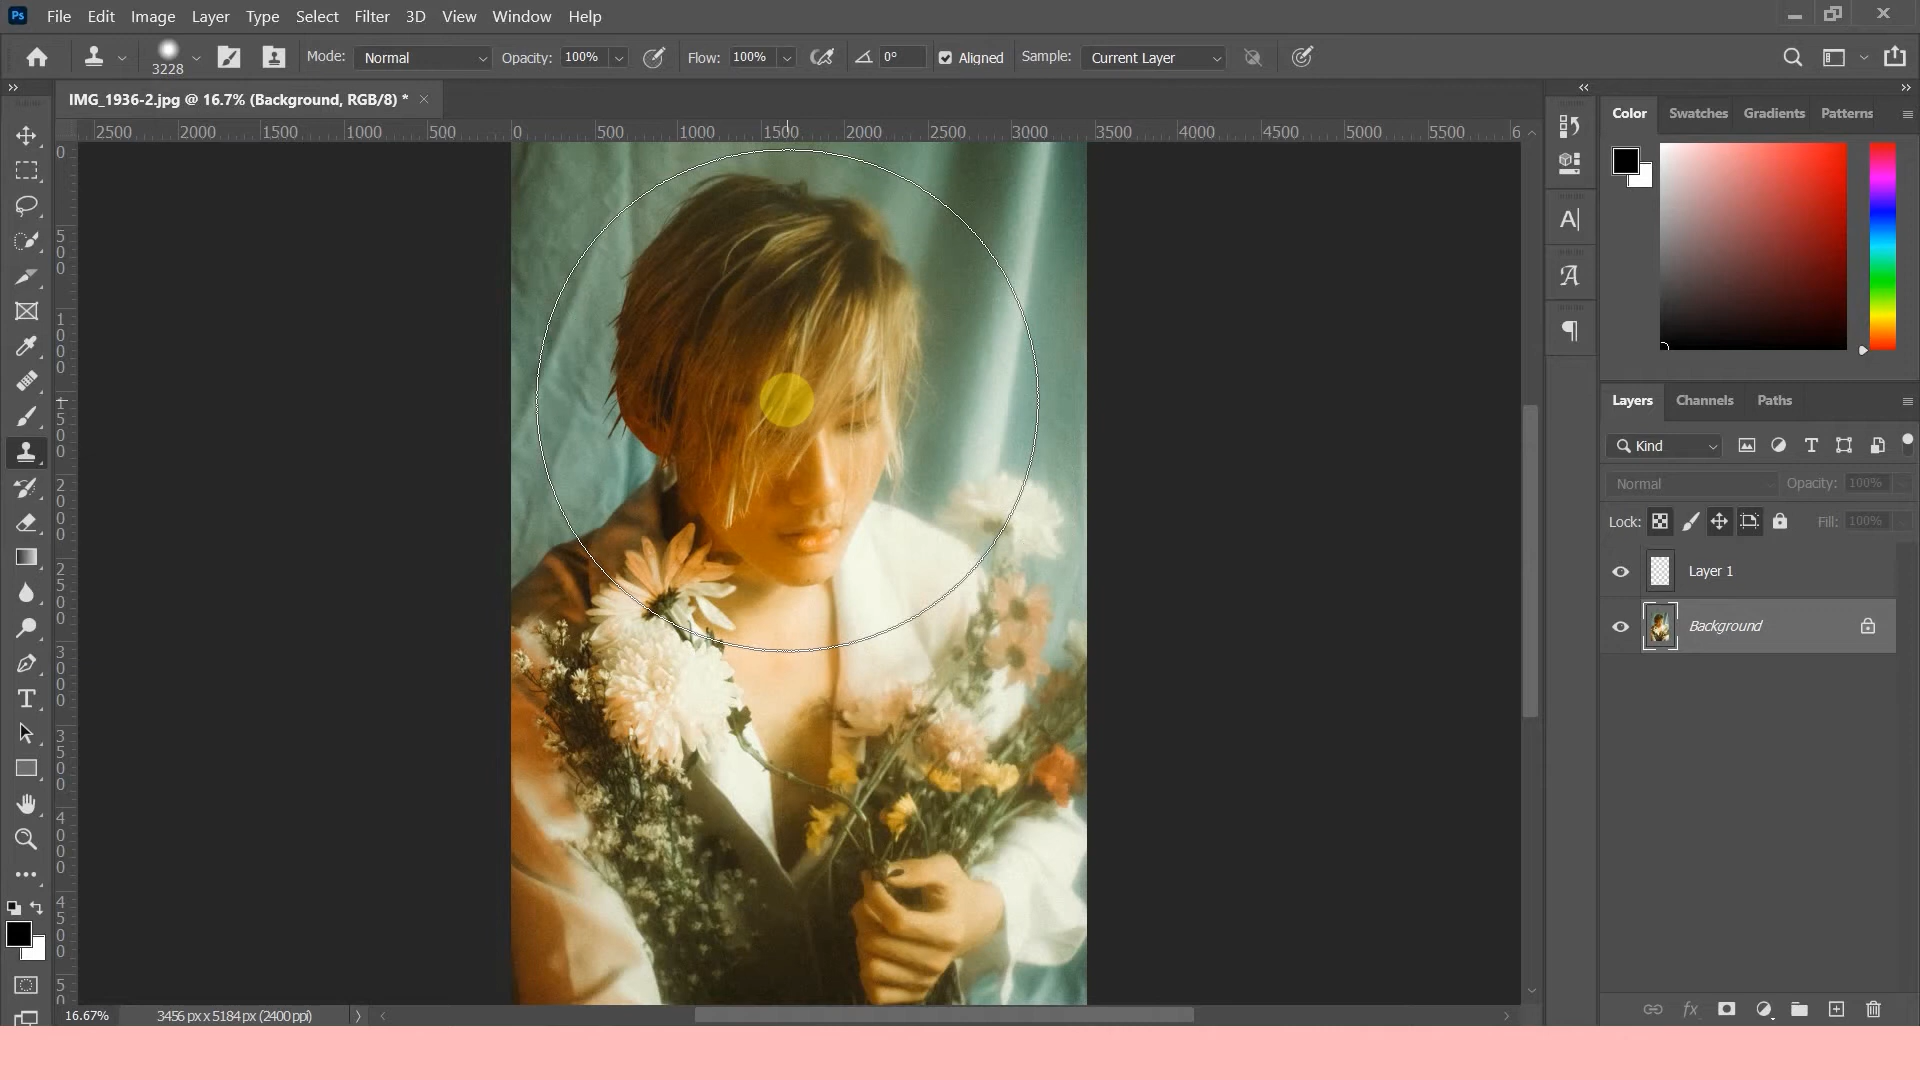 Ps File Edit Image Layer Type Select Filter 3D View Window Help
3228 Mode: Normal Opacity: 100% Flow: 100% 0° Aligned Sample: Current Layer
IMG_1936-2.jpg @ 16.7% (Background, RGB/8) * ×
2500 2000 1500 1000 500 0 500 1000 1500 2000 2500 3000 3500 4000 4500 5000 5500 6
0
500
1000
1500
2000
2500
3000
3500
4000
4500
50
Color Swatches Gradients Patterns
Layers Channels Paths
Kind
Normal Opacity: 100%
Lock: Fill: 100%
Layer 1
Background
fx
16.67% 3456 px x 5184 px (2400 ppi)